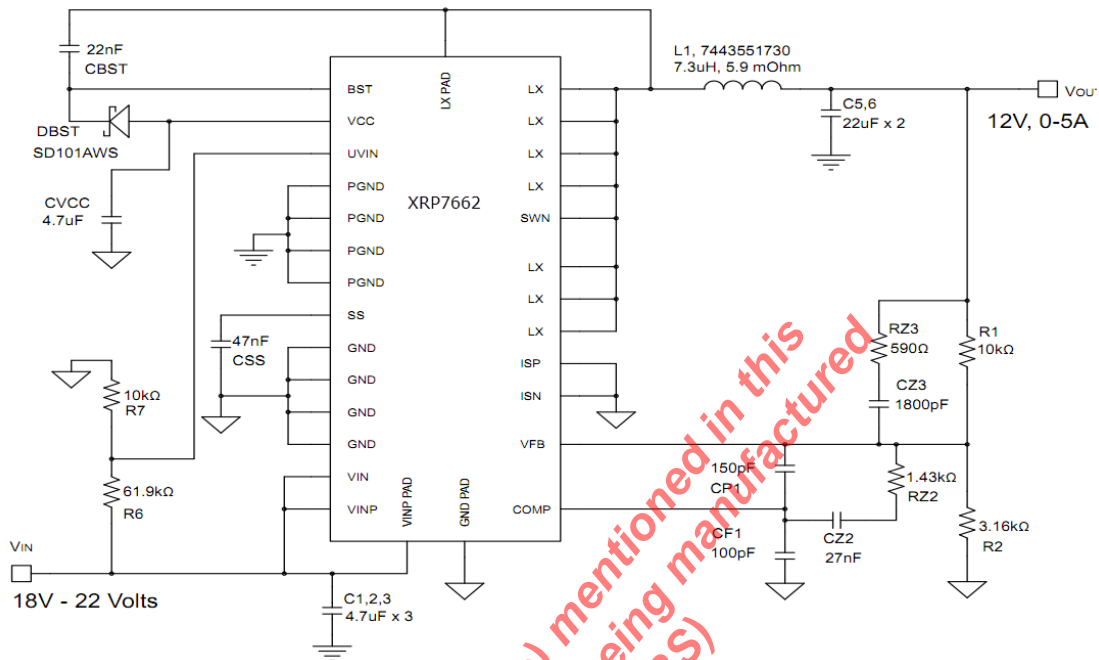 22nF
CBST
DBST
SD101AWS
CVCC
4.7uF
10kΩ
R7
61.9kΩ
R6
VIN
18V - 22 Volts
47nF
CSS
C1,2,3
4.7uF x 3
BST
VCC
UVIN
PGND
PGND
PGND
PGND
SS
GND
GND
GND
GND
VIN
VINP
LX PAD
XRP7662
VINP PAD
GND PAD
LX
LX
LX
LX
SWN
LX
LX
LX
ISP
ISN
VFB
COMP
L1, 7443551730
7.3uH, 5.9 mOhm
C5,6
22uF x 2
VOUT
12V, 0-5A
RZ3
590Ω
CZ3
1800pF
R1
10kΩ
150pF
CP1
CF1
100pF
1.43kΩ
RZ2
CZ2
27nF
3.16kΩ
R2
) mentioned in this
eing manufactured
S)